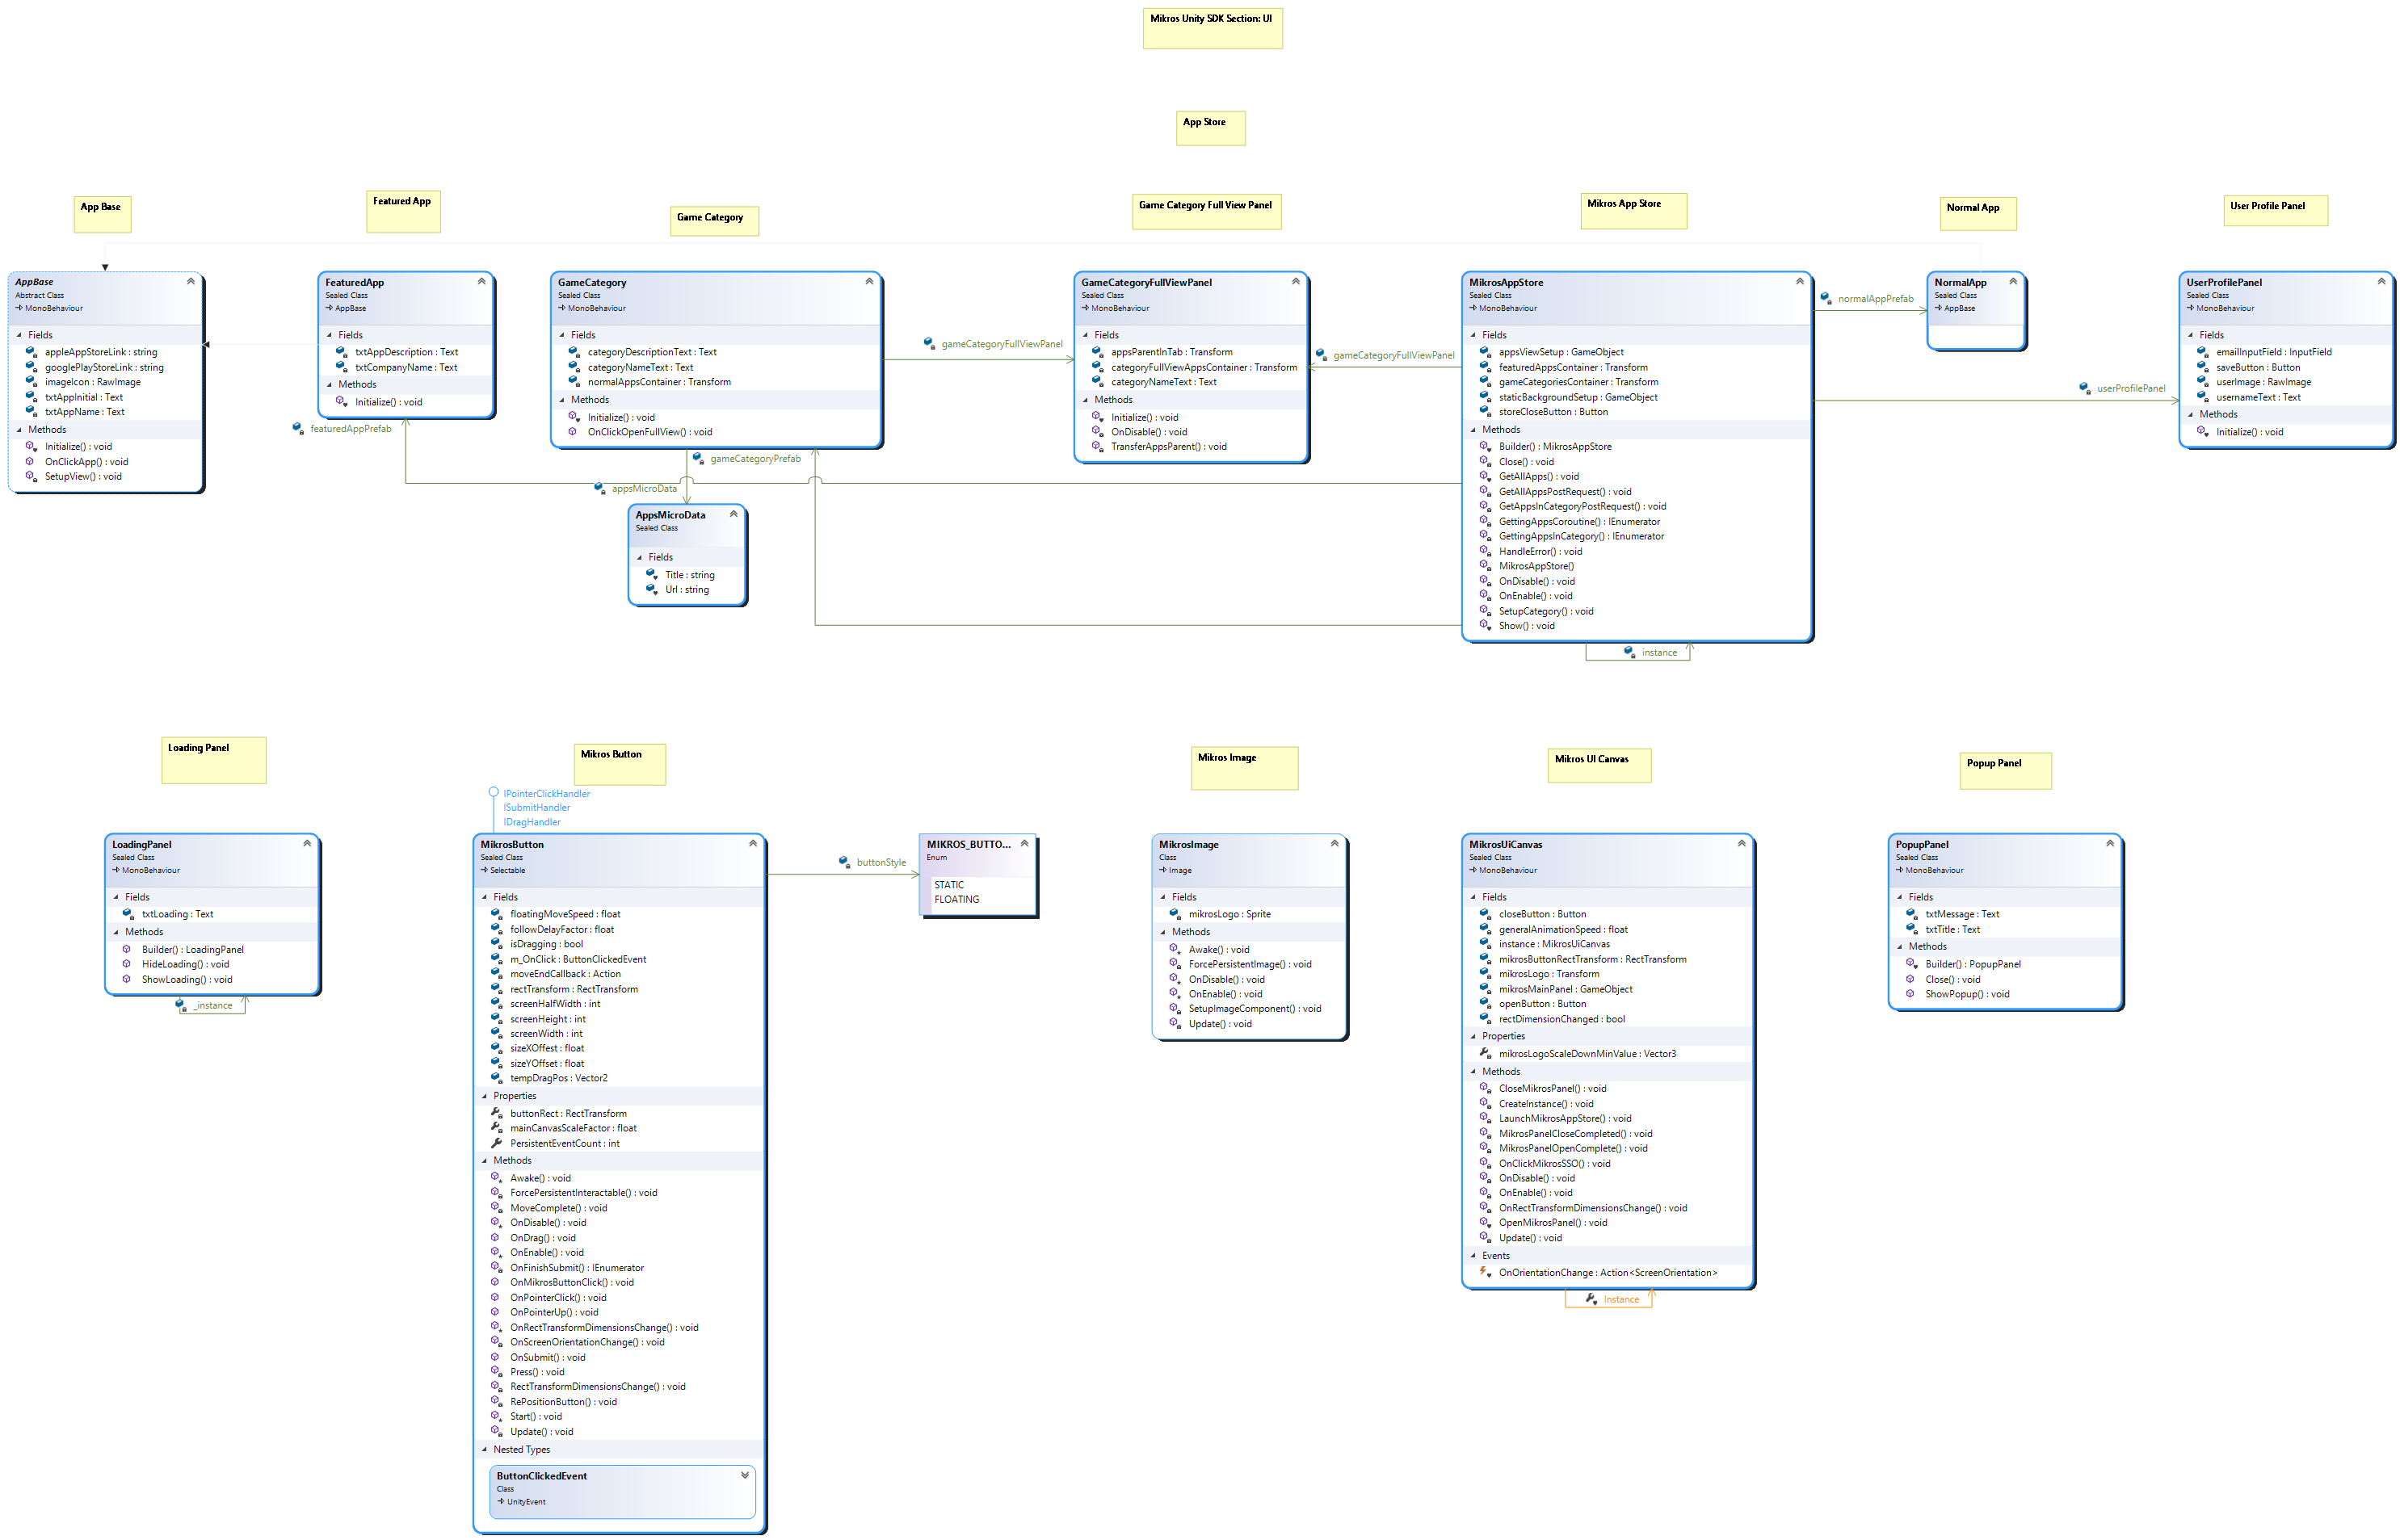 Mikros Unity SDK Section: UI
App Store
App Base
Featured App
Game Category
Game Category Full View Panel
Mikros App Store
Normal App
User Profile Panel
AppBase
Abstract Class
MonoBehaviour
Fields
appleAppStoreLink : string
googlePlayStoreLink : string
imageIcon : RawImage
txtAppInitial : Text
txtAppName : Text
Methods
Initialize() : void
OnClickApp() : void
SetupView() : void
FeaturedApp
Sealed Class
AppBase
Fields
txtAppDescription : Text
txtCompanyName : Text
Methods
Initialize() : void
featuredAppPrefab
GameCategory
Sealed Class
MonoBehaviour
Fields
categoryDescriptionText : Text
categoryNameText : Text
normalAppsContainer : Transform
Methods
Initialize() : void
OnClickOpenFullView() : void
gameCategoryFullViewPanel
gameCategoryPrefab
appsMicroData
AppsMicroData
Sealed Class
Fields
Title : string
Url : string
GameCategoryFullViewPanel
Sealed Class
MonoBehaviour
Fields
appsParentInTab : Transform
categoryFullViewAppsContainer : Transform
categoryNameText : Text
Methods
Initialize() : void
OnDisable() : void
TransferAppsParent() : void
gameCategoryFullViewPanel
MikrosAppStore
Sealed Class
MonoBehaviour
Fields
appsViewSetup : GameObject
featuredAppsContainer : Transform
gameCategoriesContainer : Transform
staticBackgroundSetup : GameObject
storeCloseButton : Button
Methods
Builder() : MikrosAppStore
Close() : void
GetAllApps() : void
GetAllAppsPostRequest() : void
GetAppsInCategoryPostRequest() : void
GettingAppsCoroutine() : IEnumerator
GettingAppsInCategory() : IEnumerator
HandleError() : void
MikrosAppStore()
OnDisable() : void
OnEnable() : void
SetupCategory() : void
Show() : void
instance
normalAppPrefab
NormalApp
Sealed Class
AppBase
userProfilePanel
UserProfilePanel
Sealed Class
MonoBehaviour
Fields
emailInputField : InputField
saveButton : Button
userImage : RawImage
usernameText : Text
Methods
Initialize() : void
Loading Panel
Mikros Button
Mikros Image
Mikros UI Canvas
Popup Panel
LoadingPanel
Sealed Class
MonoBehaviour
Fields
txtLoading : Text
Methods
Builder() : LoadingPanel
HideLoading() : void
ShowLoading() : void
_instance
IPointerClickHandler
ISubmitHandler
IDragHandler
MikrosButton
Sealed Class
Selectable
Fields
floatingMoveSpeed : float
followDelayFactor : float
isDragging : bool
m_OnClick : ButtonClickedEvent
moveEndCallback : Action
rectTransform : RectTransform
screenHalfWidth : int
screenHeight : int
screenWidth : int
sizeXOffest : float
sizeYOffset : float
tempDragPos : Vector2
Properties
buttonRect : RectTransform
mainCanvasScaleFactor : float
PersistentEventCount : int
Methods
Awake() : void
ForcePersistentInteractable() : void
MoveComplete() : void
OnDisable() : void
OnDrag() : void
OnEnable() : void
OnFinishSubmit() : IEnumerator
OnMikrosButtonClick() : void
OnPointerClick() : void
OnPointerUp() : void
OnRectTransformDimensionsChange() : void
OnScreenOrientationChange() : void
OnSubmit() : void
Press() : void
RectTransformDimensionsChange() : void
RePositionButton() : void
Start() : void
Update() : void
Nested Types
ButtonClickedEvent
Class
UnityEvent
buttonStyle
MIKROS_BUTTO...
Enum
STATIC
FLOATING
MikrosImage
Class
Image
Fields
mikrosLogo : Sprite
Methods
Awake() : void
ForcePersistentImage() : void
OnDisable() : void
OnEnable() : void
SetupImageComponent() : void
Update() : void
MikrosUiCanvas
Sealed Class
MonoBehaviour
Fields
closeButton : Button
generalAnimationSpeed : float
instance : MikrosUiCanvas
mikrosButtonRectTransform : RectTransform
mikrosLogo : Transform
mikrosMainPanel : GameObject
openButton : Button
rectDimensionChanged : bool
Properties
mikrosLogoScaleDownMinValue : Vector3
Methods
CloseMikrosPanel() : void
CreateInstance() : void
LaunchMikrosAppStore() : void
MikrosPanelCloseCompleted() : void
MikrosPanelOpenComplete() : void
OnClickMikrosSSO() : void
OnDisable() : void
OnEnable() : void
OnRectTransformDimensionsChange() : void
OpenMikrosPanel() : void
Update() : void
Events
OnOrientationChange : Action<ScreenOrientation>
Instance
PopupPanel
Sealed Class
MonoBehaviour
Fields
txtMessage : Text
txtTitle : Text
Methods
Builder() : PopupPanel
Close() : void
ShowPopup() : void